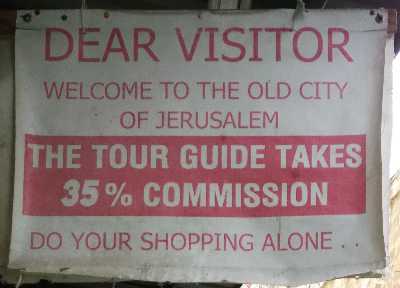 DEAR VISITOR
WELCOME TO THE OLD CITY
OF JERUSALEM
THE TOUR GUIDE TAKES
35% COMMISSION
DO YOUR SHOPPING ALONE . .